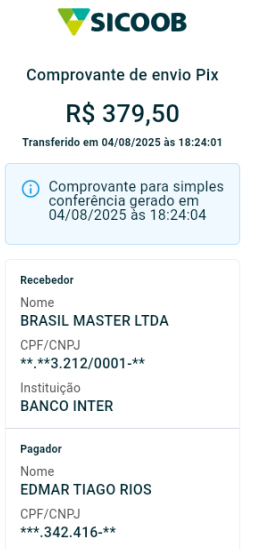 SICOOB
Comprovante de envio Pix
R$ 379,50
Transferido em 04/08/2025 às 18:24:01
Comprovante para simples
conferência gerado em
04/08/2025 às 18:24:04
Recebedor
Nome
BRASIL MASTER LTDA
CPF/CNPJ
**.**3.212/0001-**
Instituição
BANCO INTER
Pagador
Nome
EDMAR TIAGO RIOS
CPF/CNPJ
***.342.416-**